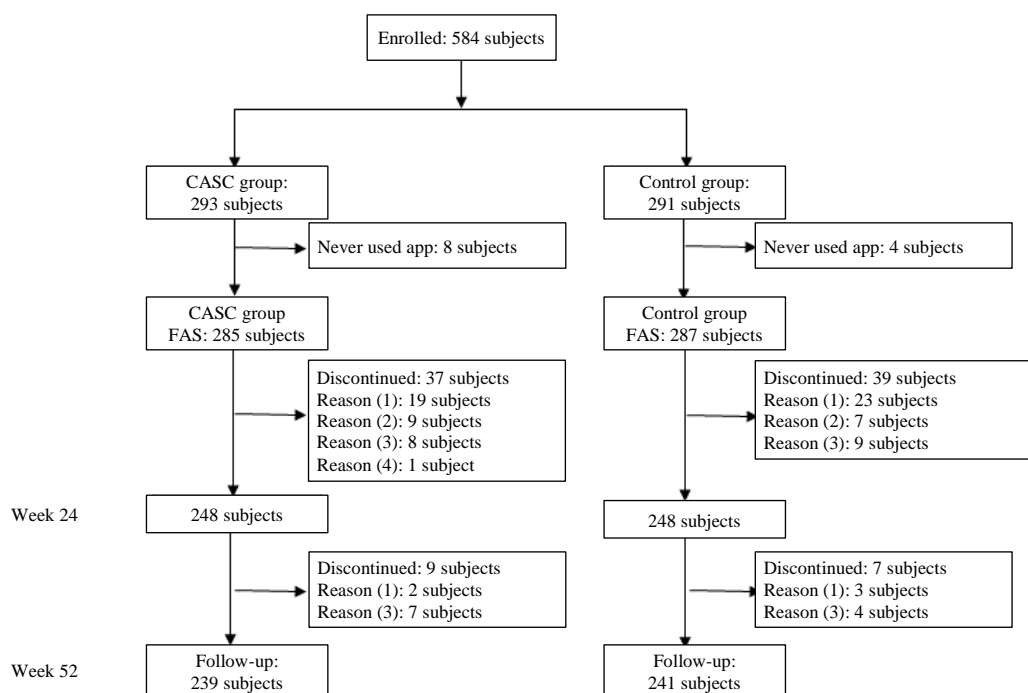 Enrolled: 584 subjects
CASC group:
293 subjects
Control group:
291 subjects
Never used app: 8 subjects
Never used app: 4 subjects
CASC group
FAS: 285 subjects
Control group
FAS: 287 subjects
Discontinued: 37 subjects
Reason (1): 19 subjects
Reason (2): 9 subjects
Reason (3): 8 subjects
Reason (4): 1 subject
Discontinued: 39 subjects
Reason (1): 23 subjects
Reason (2): 7 subjects
Reason (3): 9 subjects
Week 24
248 subjects
248 subjects
Discontinued: 9 subjects
Reason (1): 2 subjects
Reason (3): 7 subjects
Discontinued: 7 subjects
Reason (1): 3 subjects
Reason (3): 4 subjects
Week 52
Follow-up:
239 subjects
Follow-up:
241 subjects